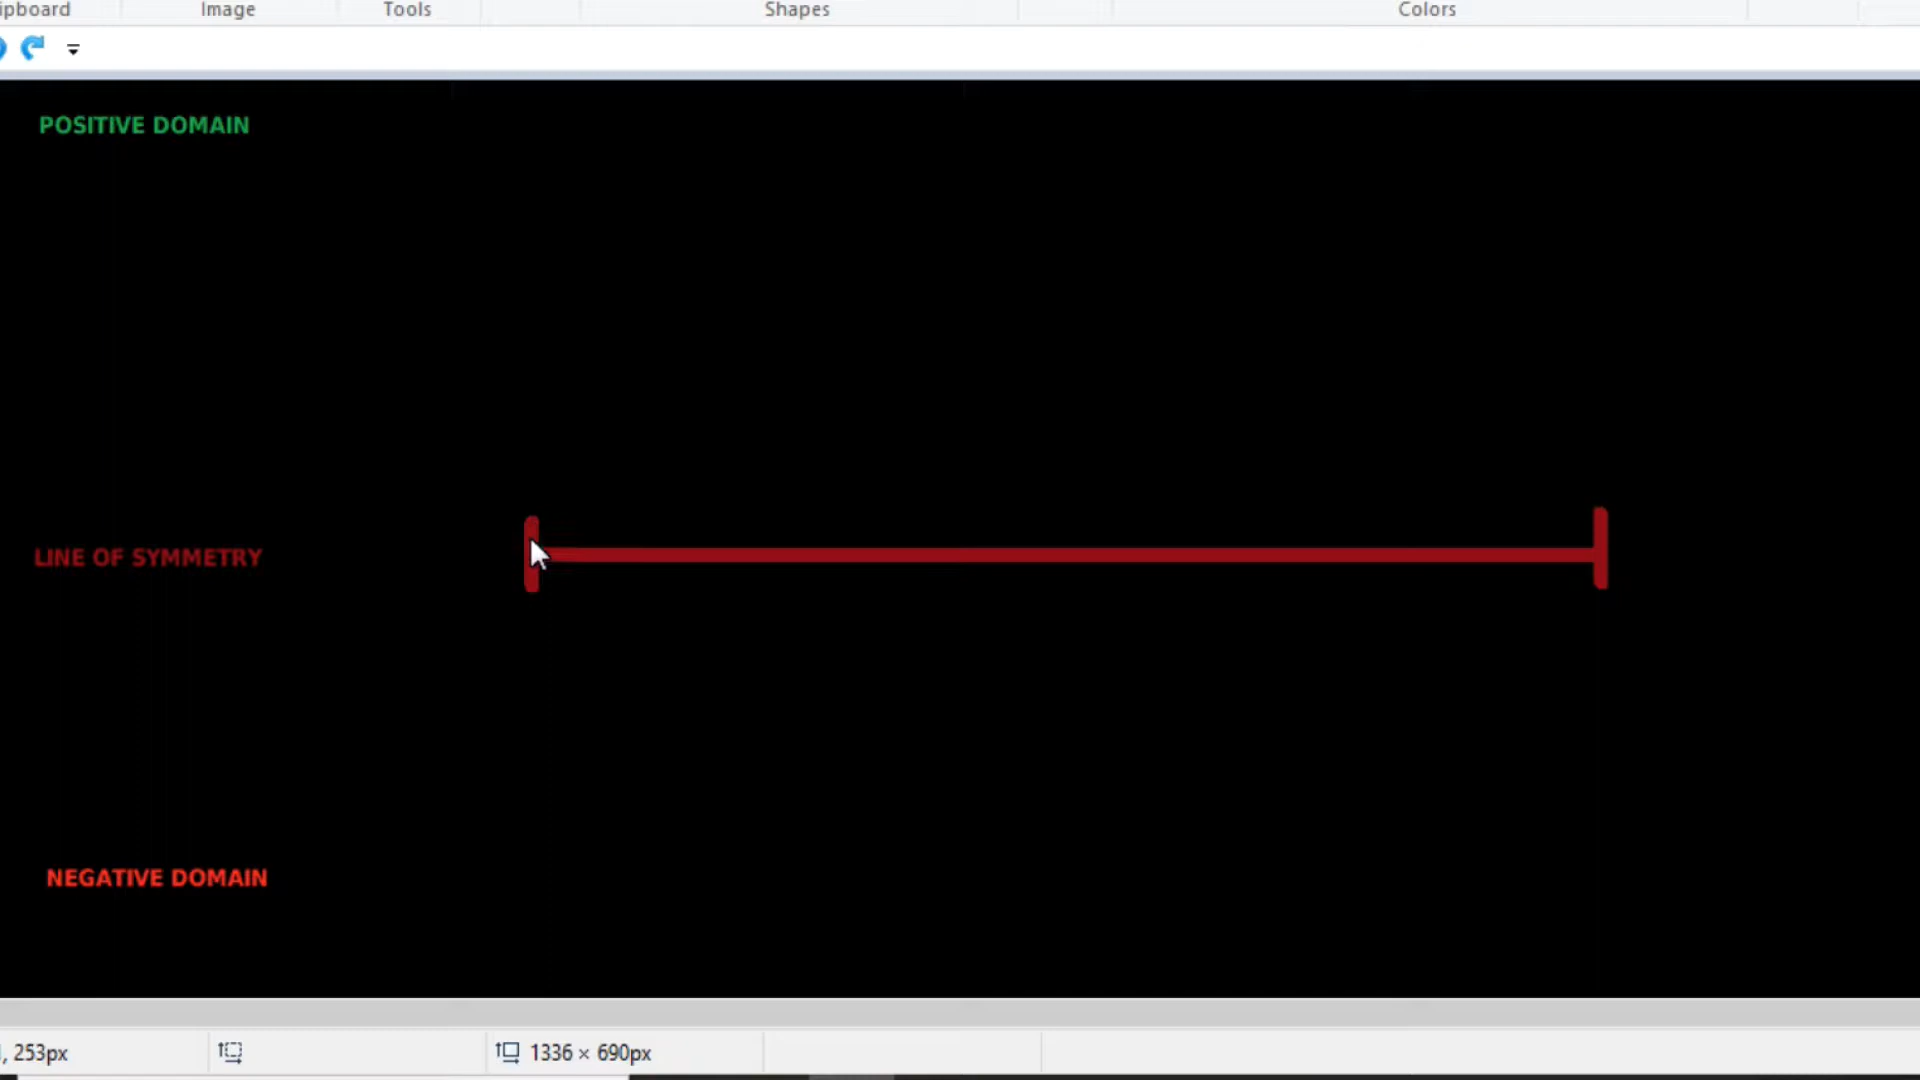 ipboard Image Tools Shapes Colors
POSITIVE DOMAIN
LINE OF SYMMETRY
NEGATIVE DOMAIN
, 253px 1336 × 690px